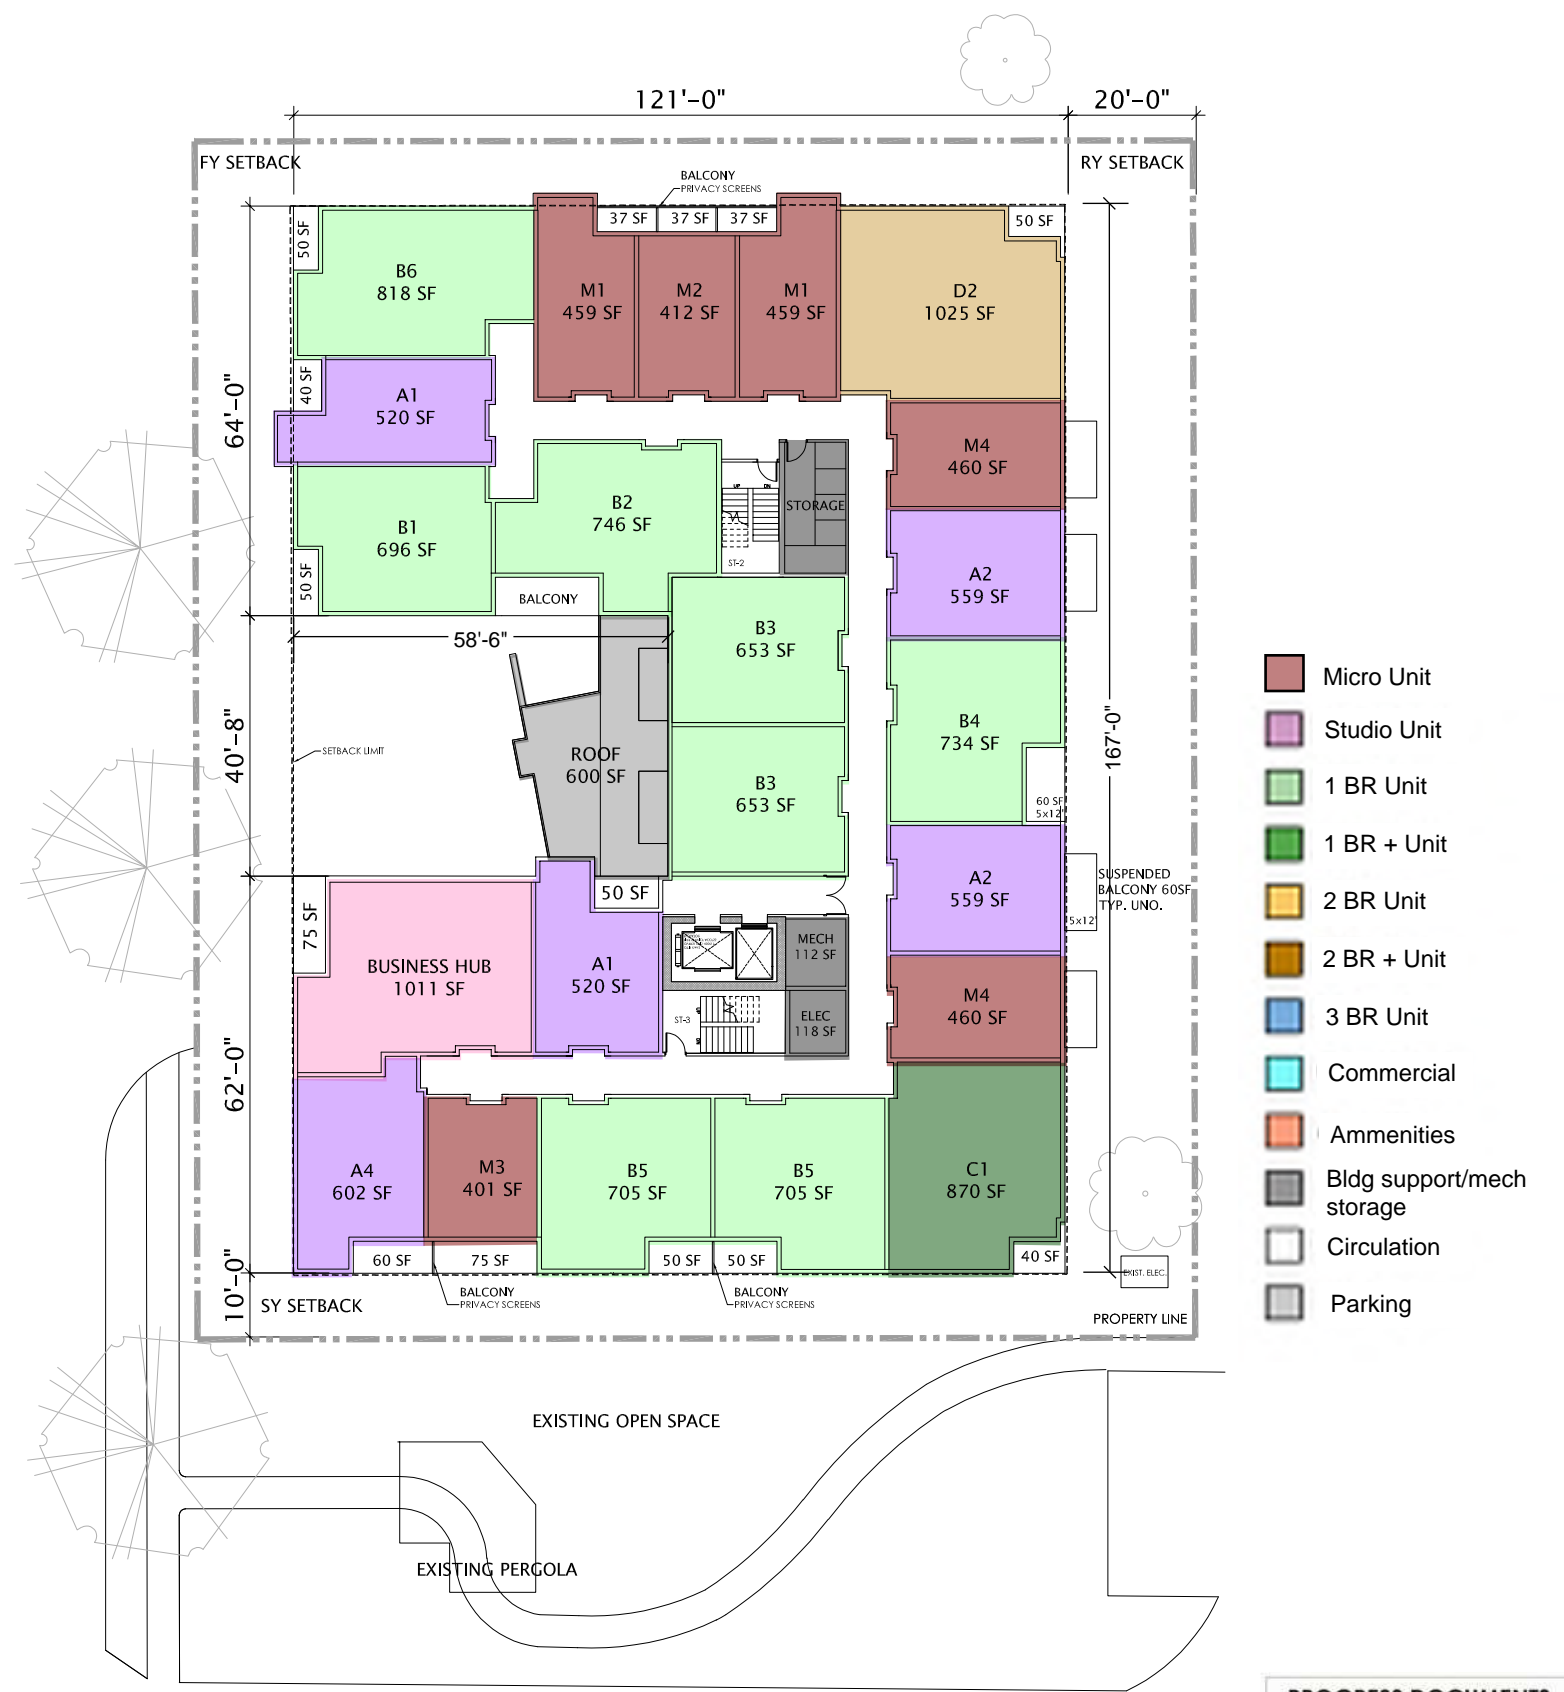 121'-0"
20'-0"
FY SETBACK
RY SETBACK
BALCONY
PRIVACY SCREENS
50 SF
37 SF
37 SF
37 SF
50 SF
B6
818 SF
M1
459 SF
M2
412 SF
M1
459 SF
D2
1025 SF
40 SF
A1
520 SF
64'-0"
M4
460 SF
B2
746 SF
UP
DN
STORAGE
ST-2
B1
696 SF
50 SF
BALCONY
A2
559 SF
58'-6"
B3
653 SF
B4
734 SF
60 SF
5x12'
167'-0"
40'-8"
SETBACK LIMIT
ROOF
600 SF
B3
653 SF
A2
559 SF
SUSPENDED
BALCONY 60SF
TYP. UNO.
5x12'
75 SF
50 SF
BUSINESS HUB
1011 SF
A1
520 SF
MECH
112 SF
ELEC
118 SF
ST-3
M4
460 SF
62'-0"
A4
602 SF
M3
401 SF
B5
705 SF
B5
705 SF
C1
870 SF
60 SF
75 SF
50 SF
50 SF
40 SF
EXIST. ELEC.
10'-0"
SY SETBACK
BALCONY
PRIVACY SCREENS
BALCONY
PRIVACY SCREENS
PROPERTY LINE
EXISTING OPEN SPACE
EXISTING PERGOLA
Micro Unit
Studio Unit
1 BR Unit
1 BR + Unit
2 BR Unit
2 BR + Unit
3 BR Unit
Commercial
Ammenities
Bldg support/mech
storage
Circulation
Parking
PROGRESS DOCUMENTS